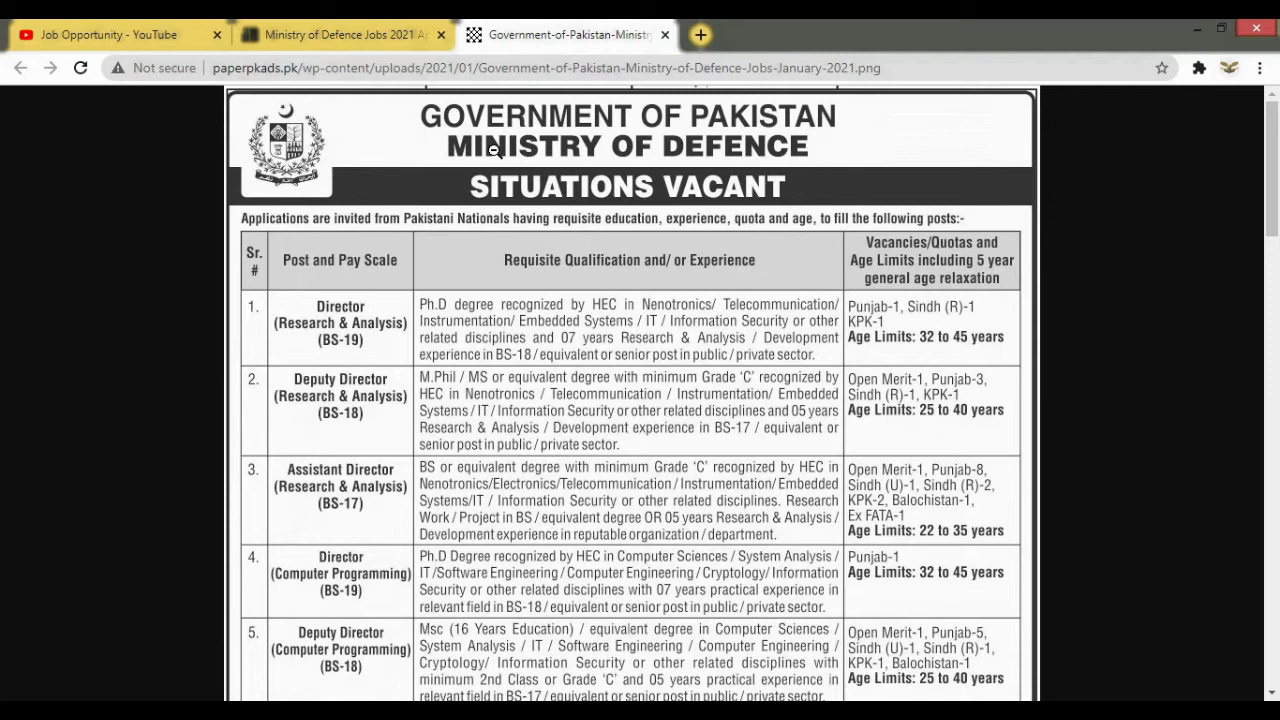 Job Opportunity - YouTube
Ministry of Defence Jobs 2021
Government-of-Pakistan-Ministr
Not secure
paperpkads.pk/wp-content/uploads/2021/01/Government-of-Pakistan-Ministry-of-Defence-Jobs-January-2021.png
GOVERNMENT OF PAKISTAN
MINISTRY OF DEFENCE
SITUATIONS VACANT
Applications are invited from Pakistani Nationals having requisite education, experience, quota and age, to fill the following posts:-
Sr.
#
Post and Pay Scale
Requisite Qualification and/ or Experience
Vacancies/Quotas and
Age Limits including 5 year
general age relaxation
1.
Director
(Research & Analysis)
(BS-19)
Ph.D degree recognized by HEC in Nenotronics/ Telecommunication/
Instrumentation/ Embedded Systems / IT / Information Security or other
related disciplines and 07 years Research & Analysis / Development
experience in BS-18 / equivalent or senior post in public / private sector.
Punjab-1, Sindh (R)-1
KPK-1
Age Limits: 32 to 45 years
2.
Deputy Director
(Research & Analysis)
(BS-18)
M.Phil / MS or equivalent degree with minimum Grade ‘C’ recognized by
HEC in Nenotronics / Telecommunication / Instrumentation/ Embedded
Systems / IT / Information Security or other related disciplines and 05 years
Research & Analysis / Development experience in BS-17 / equivalent or
senior post in public / private sector.
Open Merit-1, Punjab-3,
Sindh (R)-1, KPK-1
Age Limits: 25 to 40 years
3.
Assistant Director
(Research & Analysis)
(BS-17)
BS or equivalent degree with minimum Grade ‘C’ recognized by HEC in
Nenotronics/Electronics/Telecommunication / Instrumentation/ Embedded
Systems/IT / Information Security or other related disciplines. Research
Work / Project in BS / equivalent degree OR 05 years Research & Analysis /
Development experience in reputable organization / department.
Open Merit-1, Punjab-8,
Sindh (U)-1, Sindh (R)-2,
KPK-2, Balochistan-1,
Ex FATA-1
Age Limits: 22 to 35 years
4.
Director
(Computer Programming)
(BS-19)
Ph.D Degree recognized by HEC in Computer Sciences / System Analysis /
IT /Software Engineering / Computer Engineering / Cryptology/ Information
Security or other related disciplines with 07 years practical experience in
relevant field in BS-18 / equivalent or senior post in public / private sector.
Punjab-1
Age Limits: 32 to 45 years
5.
Deputy Director
(Computer Programming)
(BS-18)
Msc (16 Years Education) / equivalent degree in Computer Sciences /
System Analysis / IT / Software Engineering / Computer Engineering /
Cryptology/ Information Security or other related disciplines with
minimum 2nd Class or Grade ‘C’ and 05 years practical experience in
relevant field in BS-17 / equivalent or senior post in public / private sector.
Open Merit-1, Punjab-5,
Sindh (U)-1, Sindh (R)-1,
KPK-1, Balochistan-1
Age Limits: 25 to 40 years